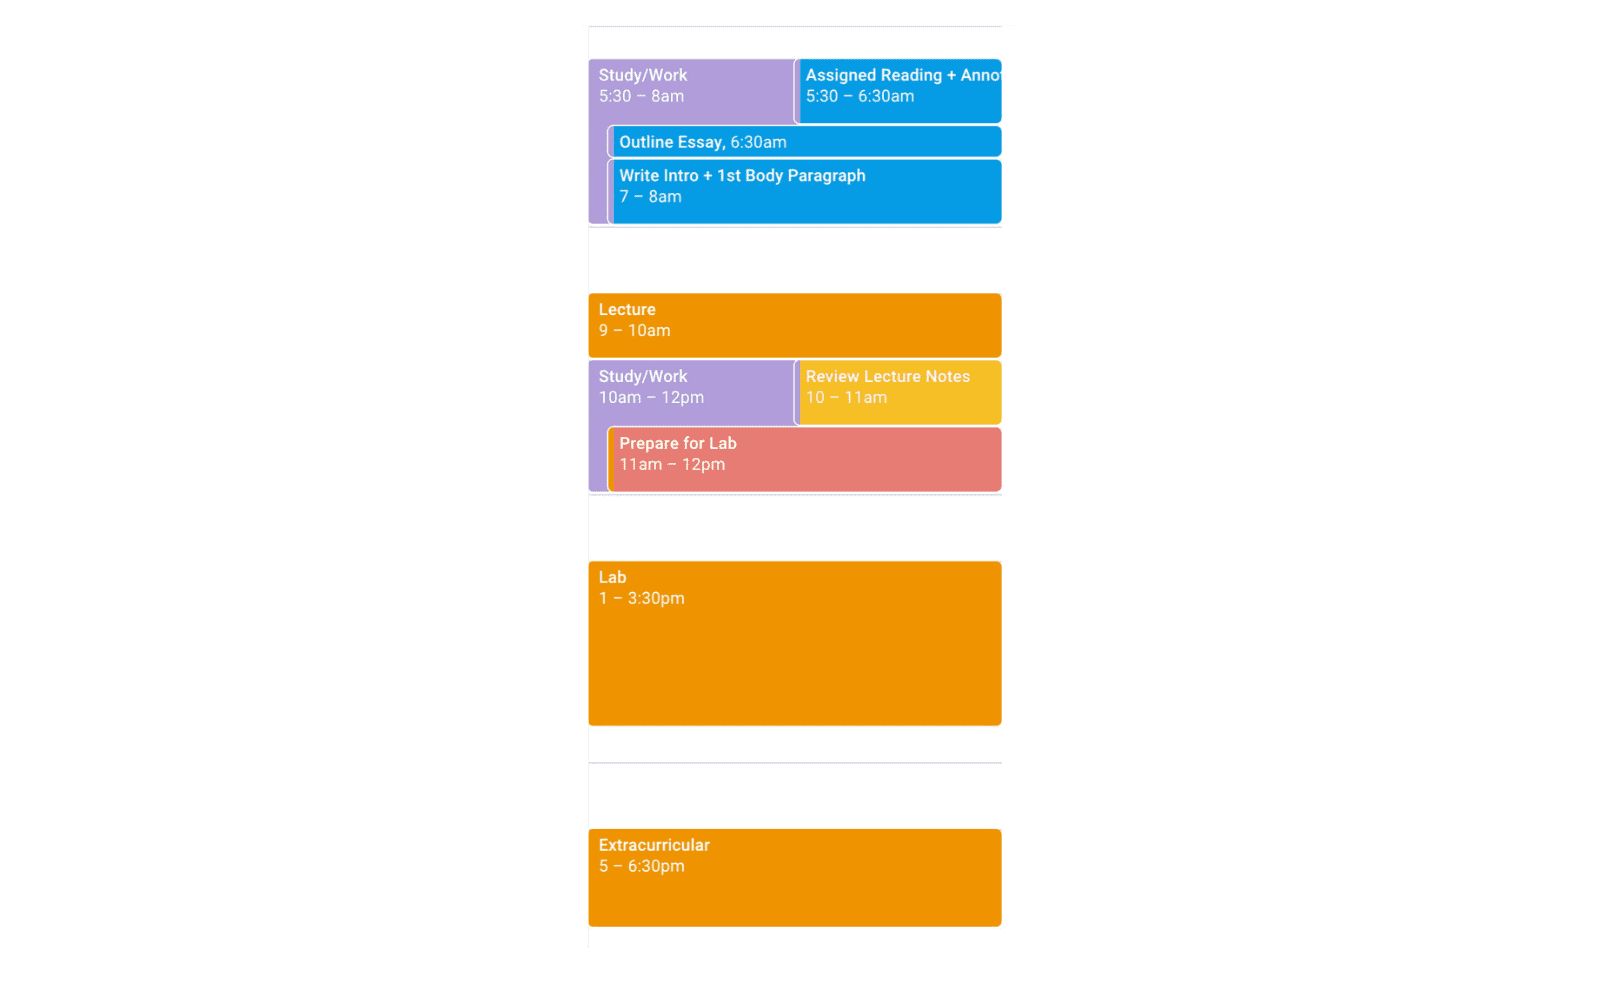 Study/Work
5:30 – 8am
Assigned Reading + Anno
5:30 – 6:30am
Outline Essay, 6:30am
Write Intro + 1st Body Paragraph
7 – 8am
Lecture
9 – 10am
Study/Work
10am – 12pm
Review Lecture Notes
10 – 11am
Prepare for Lab
11am – 12pm
Lab
1 – 3:30pm
Extracurricular
5 – 6:30pm